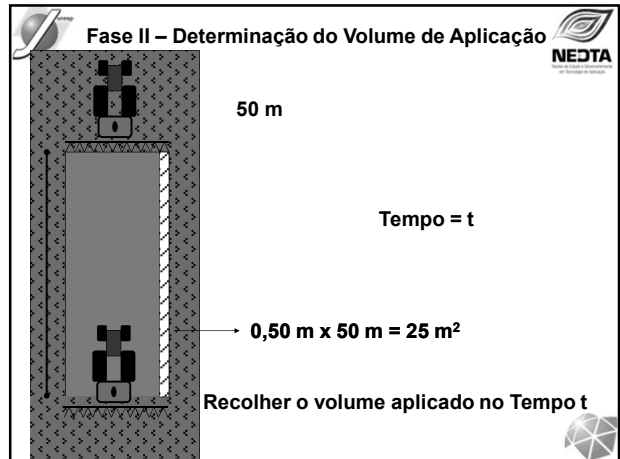 unesp
Fase II – Determinação do Volume de Aplicação
NEDTA
50 m
Tempo = t
0,50 m x 50 m = 25 m²
Recolher o volume aplicado no Tempo t